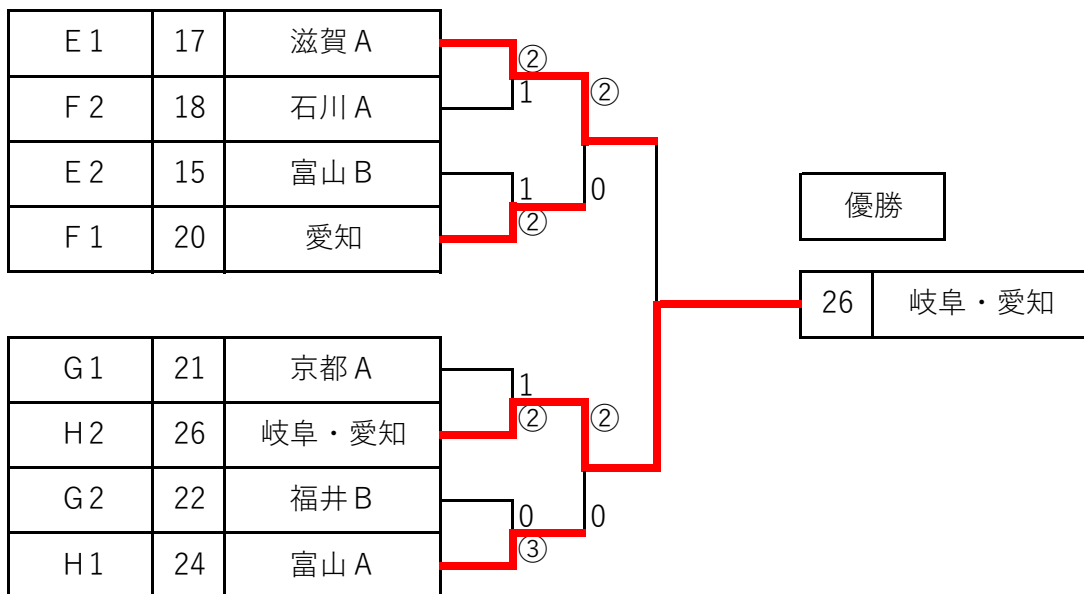 E1 17 滋賀A
②
②
F2 18 石川A
1
E2 15 富山B
1
0
F1 20 愛知
②
優勝
26 岐阜・愛知
G1 21 京都A
1
H2 26 岐阜・愛知
②
②
G2 22 福井B
0
0
H1 24 富山A
③